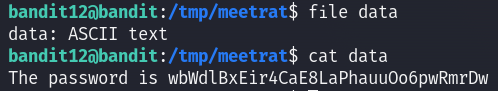 bandit12@bandit:/tmp/meetrat$ file data
data: ASCII text
bandit12@bandit:/tmp/meetrat$ cat data
The password is wbWdlBxEir4CaE8LaPhauuOo6pwRmrDw